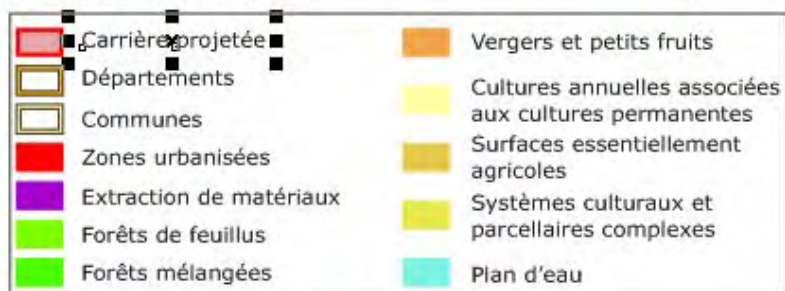 Carrière projetée
Départements
Communes
Zones urbanisées
Extraction de matériaux
Forêts de feuillus
Forêts mélangées
Vergers et petits fruits
Cultures annuelles associées
aux cultures permanentes
Surfaces essentiellement
agricoles
Systèmes culturaux et
parcellaires complexes
Plan d'eau